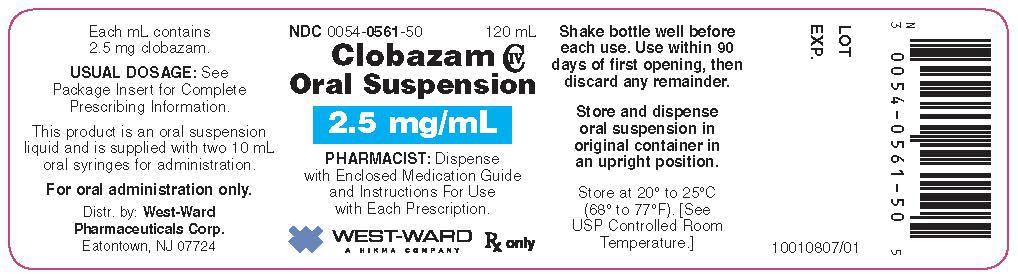 Each mL contains
2.5 mg clobazam.
USUAL DOSAGE: See
Package Insert for Complete
Prescribing Information.
This product is an oral suspension
liquid and is supplied with two 10 mL
oral syringes for administration.
For oral administration only.
Distr. by: West-Ward
Pharmaceuticals Corp.
Eatontown, NJ 07724
NDC 0054-0561-50 120 mL
Clobazam CIV
Oral Suspension
2.5 mg/mL
PHARMACIST: Dispense
with Enclosed Medication Guide
and Instructions For Use
with Each Prescription.
WEST-WARD
A HIKMA COMPANY
Rx only
Shake bottle well before
each use. Use within 90
days of first opening, then
discard any remainder.
Store and dispense
oral suspension in
original container in
an upright position.
Store at 20° to 25°C
(68° to 77°F). [See
USP Controlled Room
Temperature.]
LOT
EXP.
10010807/01
N
3 0054-0561-50 5